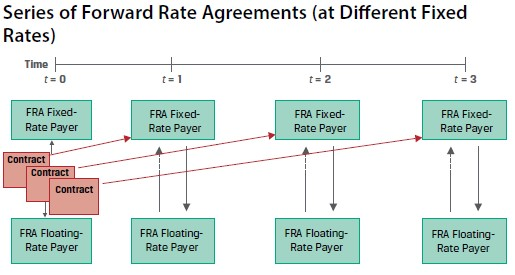 Series of Forward Rate Agreements (at Different Fixed
Rates)
Time
t = 0
t = 1
t = 2
t = 3
FRA Fixed-
Rate Payer
FRA Fixed-
Rate Payer
FRA Fixed-
Rate Payer
FRA Fixed-
Rate Payer
Contract
Contract
Contract
FRA Floating-
Rate Payer
FRA Floating-
Rate Payer
FRA Floating-
Rate Payer
FRA Floating-
Rate Payer